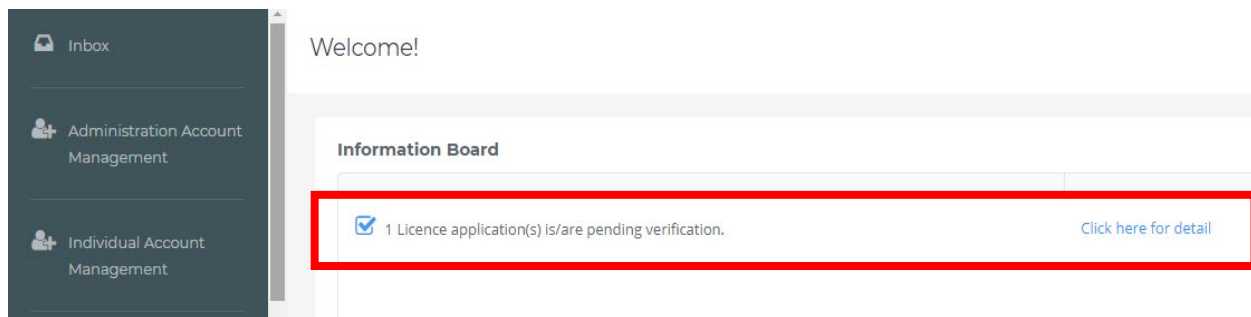 Inbox
Welcome!
Administration Account
Management
Information Board
1 Licence application(s) is/are pending verification.
Click here for detail
Individual Account
Management